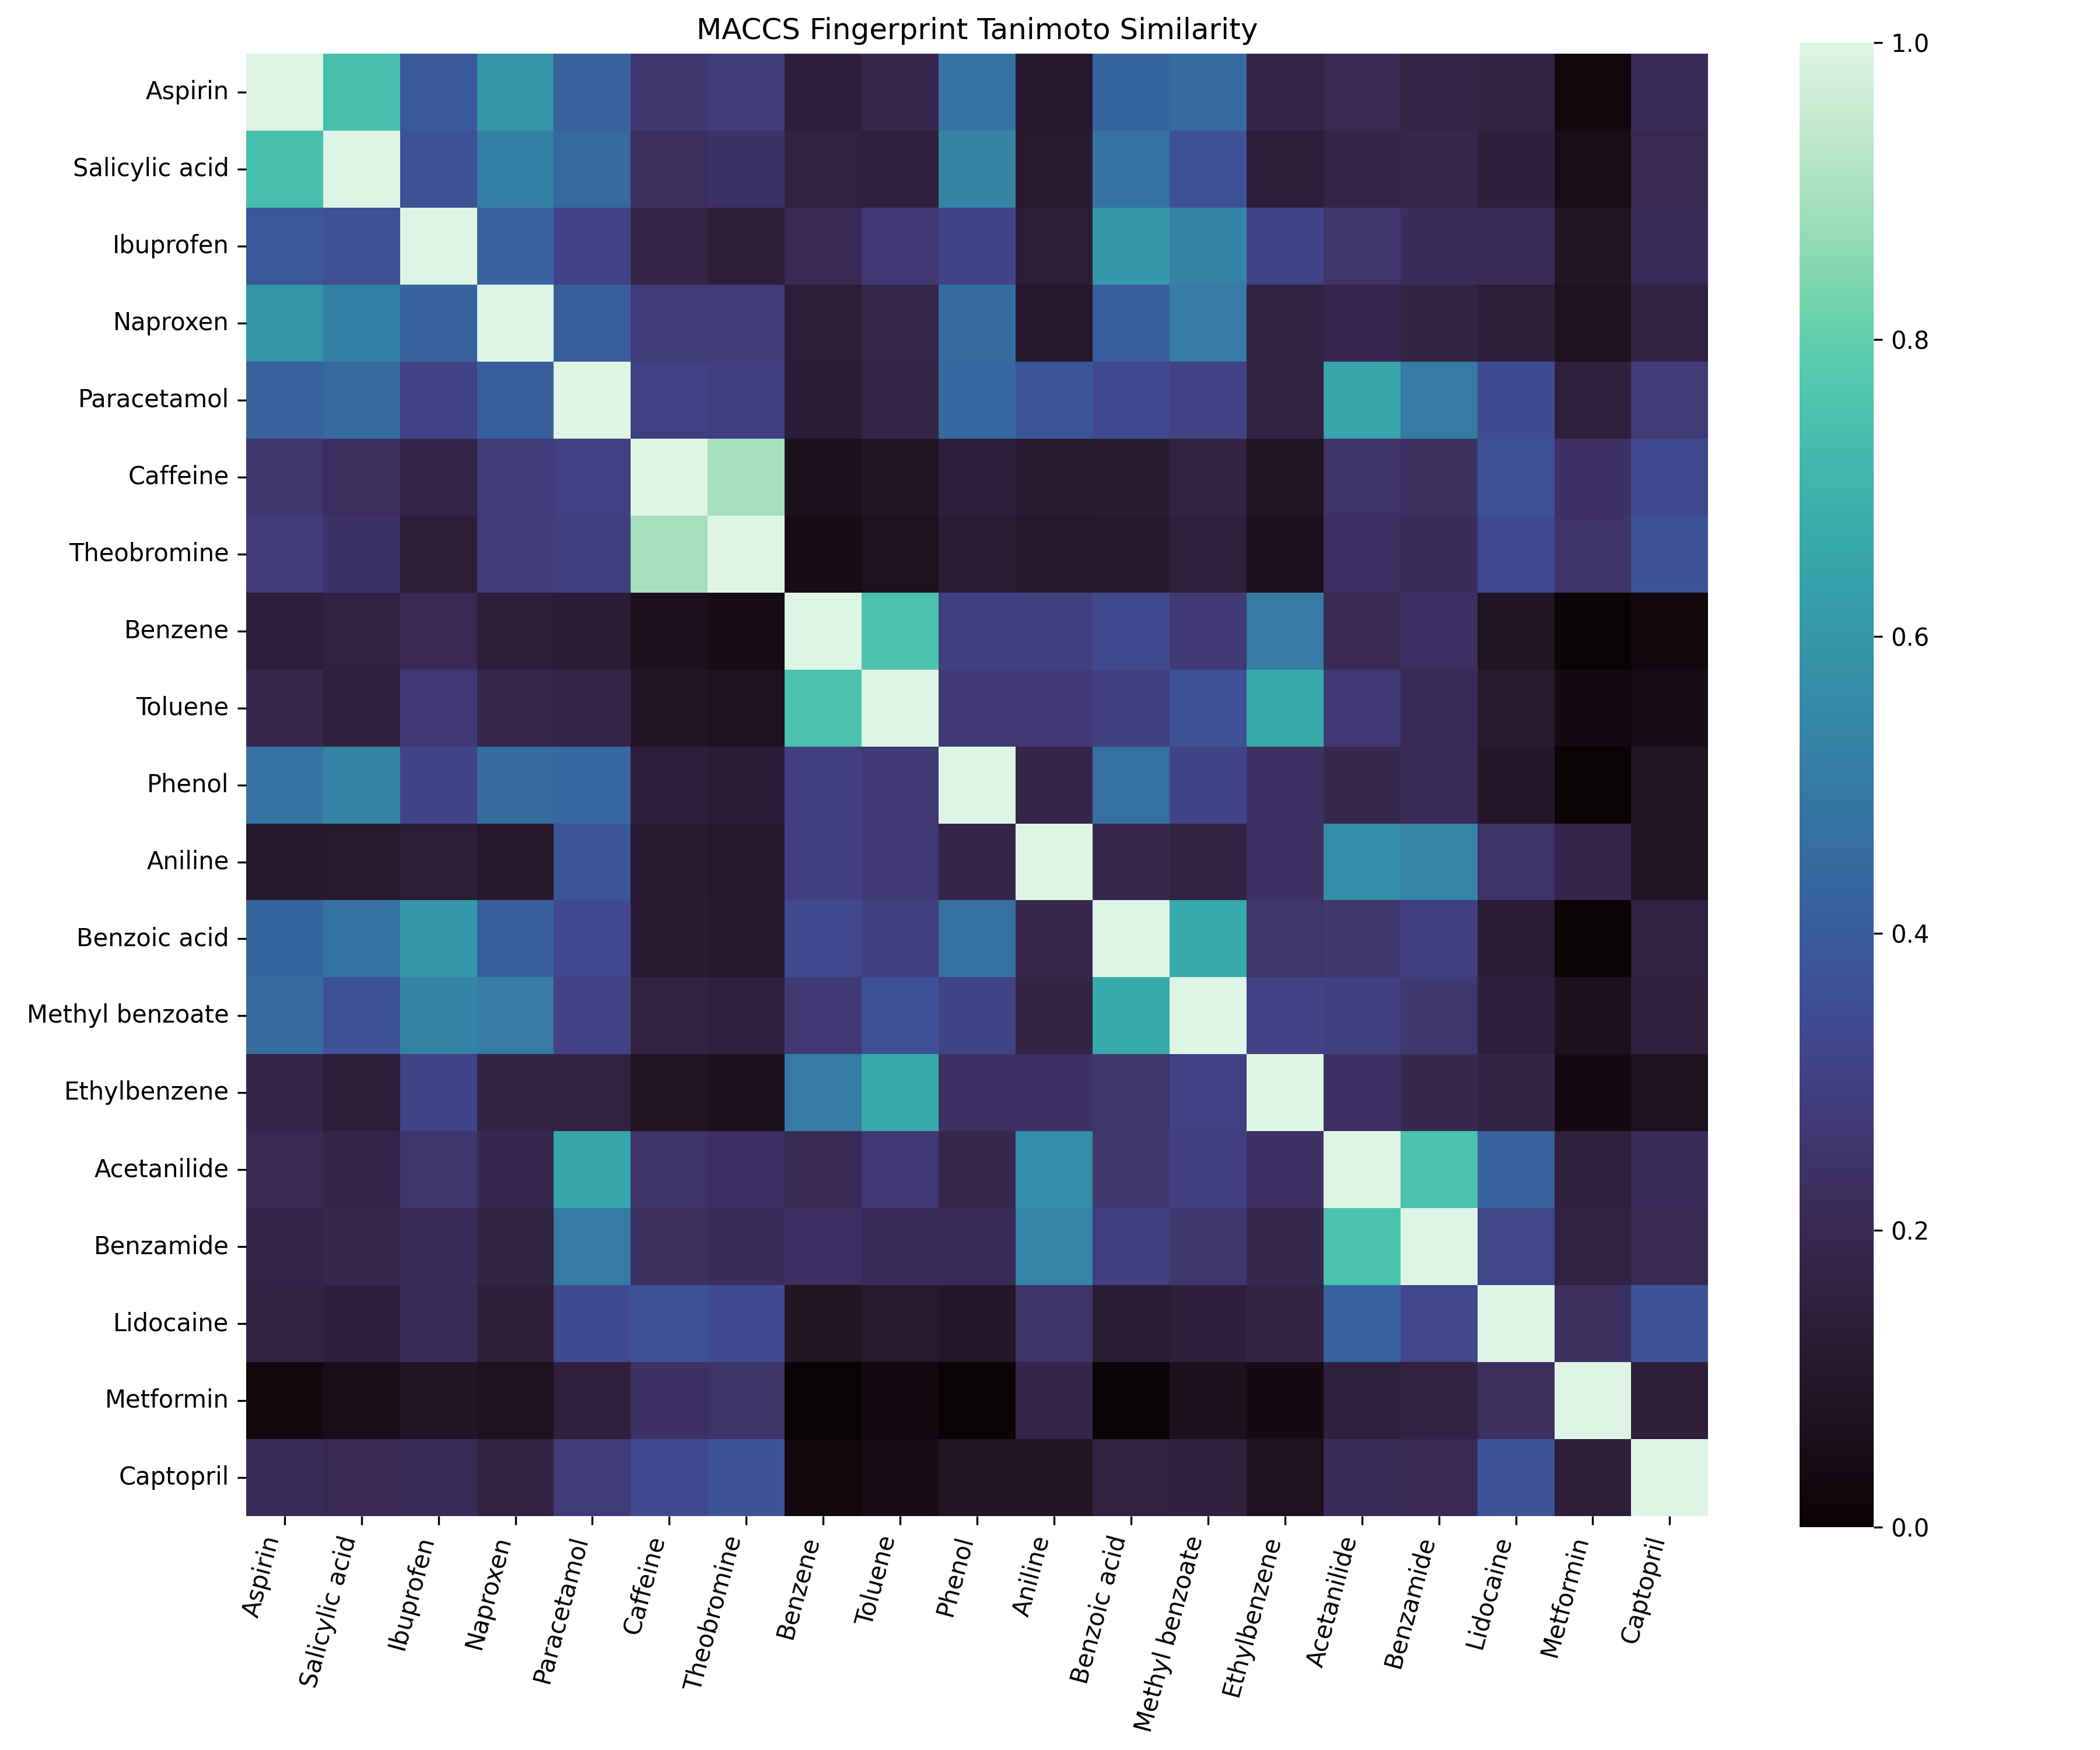 MACCS Fingerprint Tanimoto Similarity
Aspirin
Salicylic acid
Ibuprofen
Naproxen
Paracetamol
Caffeine
Theobromine
Benzene
Toluene
Phenol
Aniline
Benzoic acid
Methyl benzoate
Ethylbenzene
Acetanilide
Benzamide
Lidocaine
Metformin
Captopril
Aspirin
Salicylic acid
Ibuprofen
Naproxen
Paracetamol
Caffeine
Theobromine
Benzene
Toluene
Phenol
Aniline
Benzoic acid
Methyl benzoate
Ethylbenzene
Acetanilide
Benzamide
Lidocaine
Metformin
Captopril
1.0
0.8
0.6
0.4
0.2
0.0